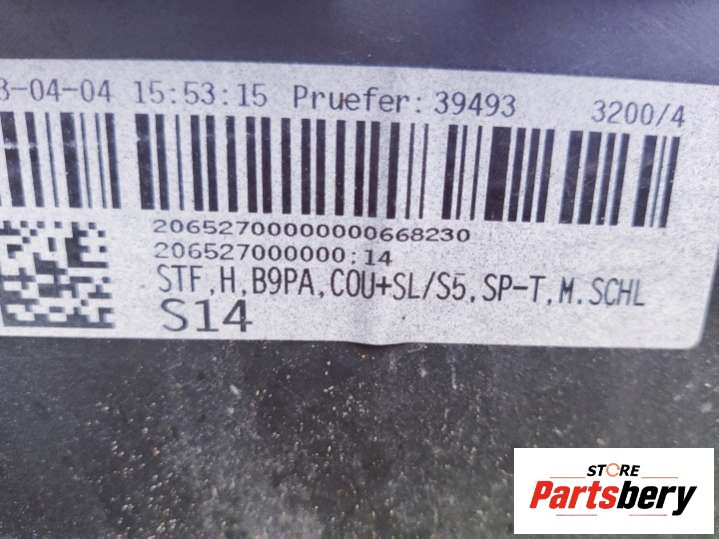 3-04-04 15:53:15 Pruefer: 39493 3200/4
20652700000000668230
206527000000:14
STF,H,B9PA,COU+SL/S5,SP-T,M.SCHL
S14
STORE
Partsbery